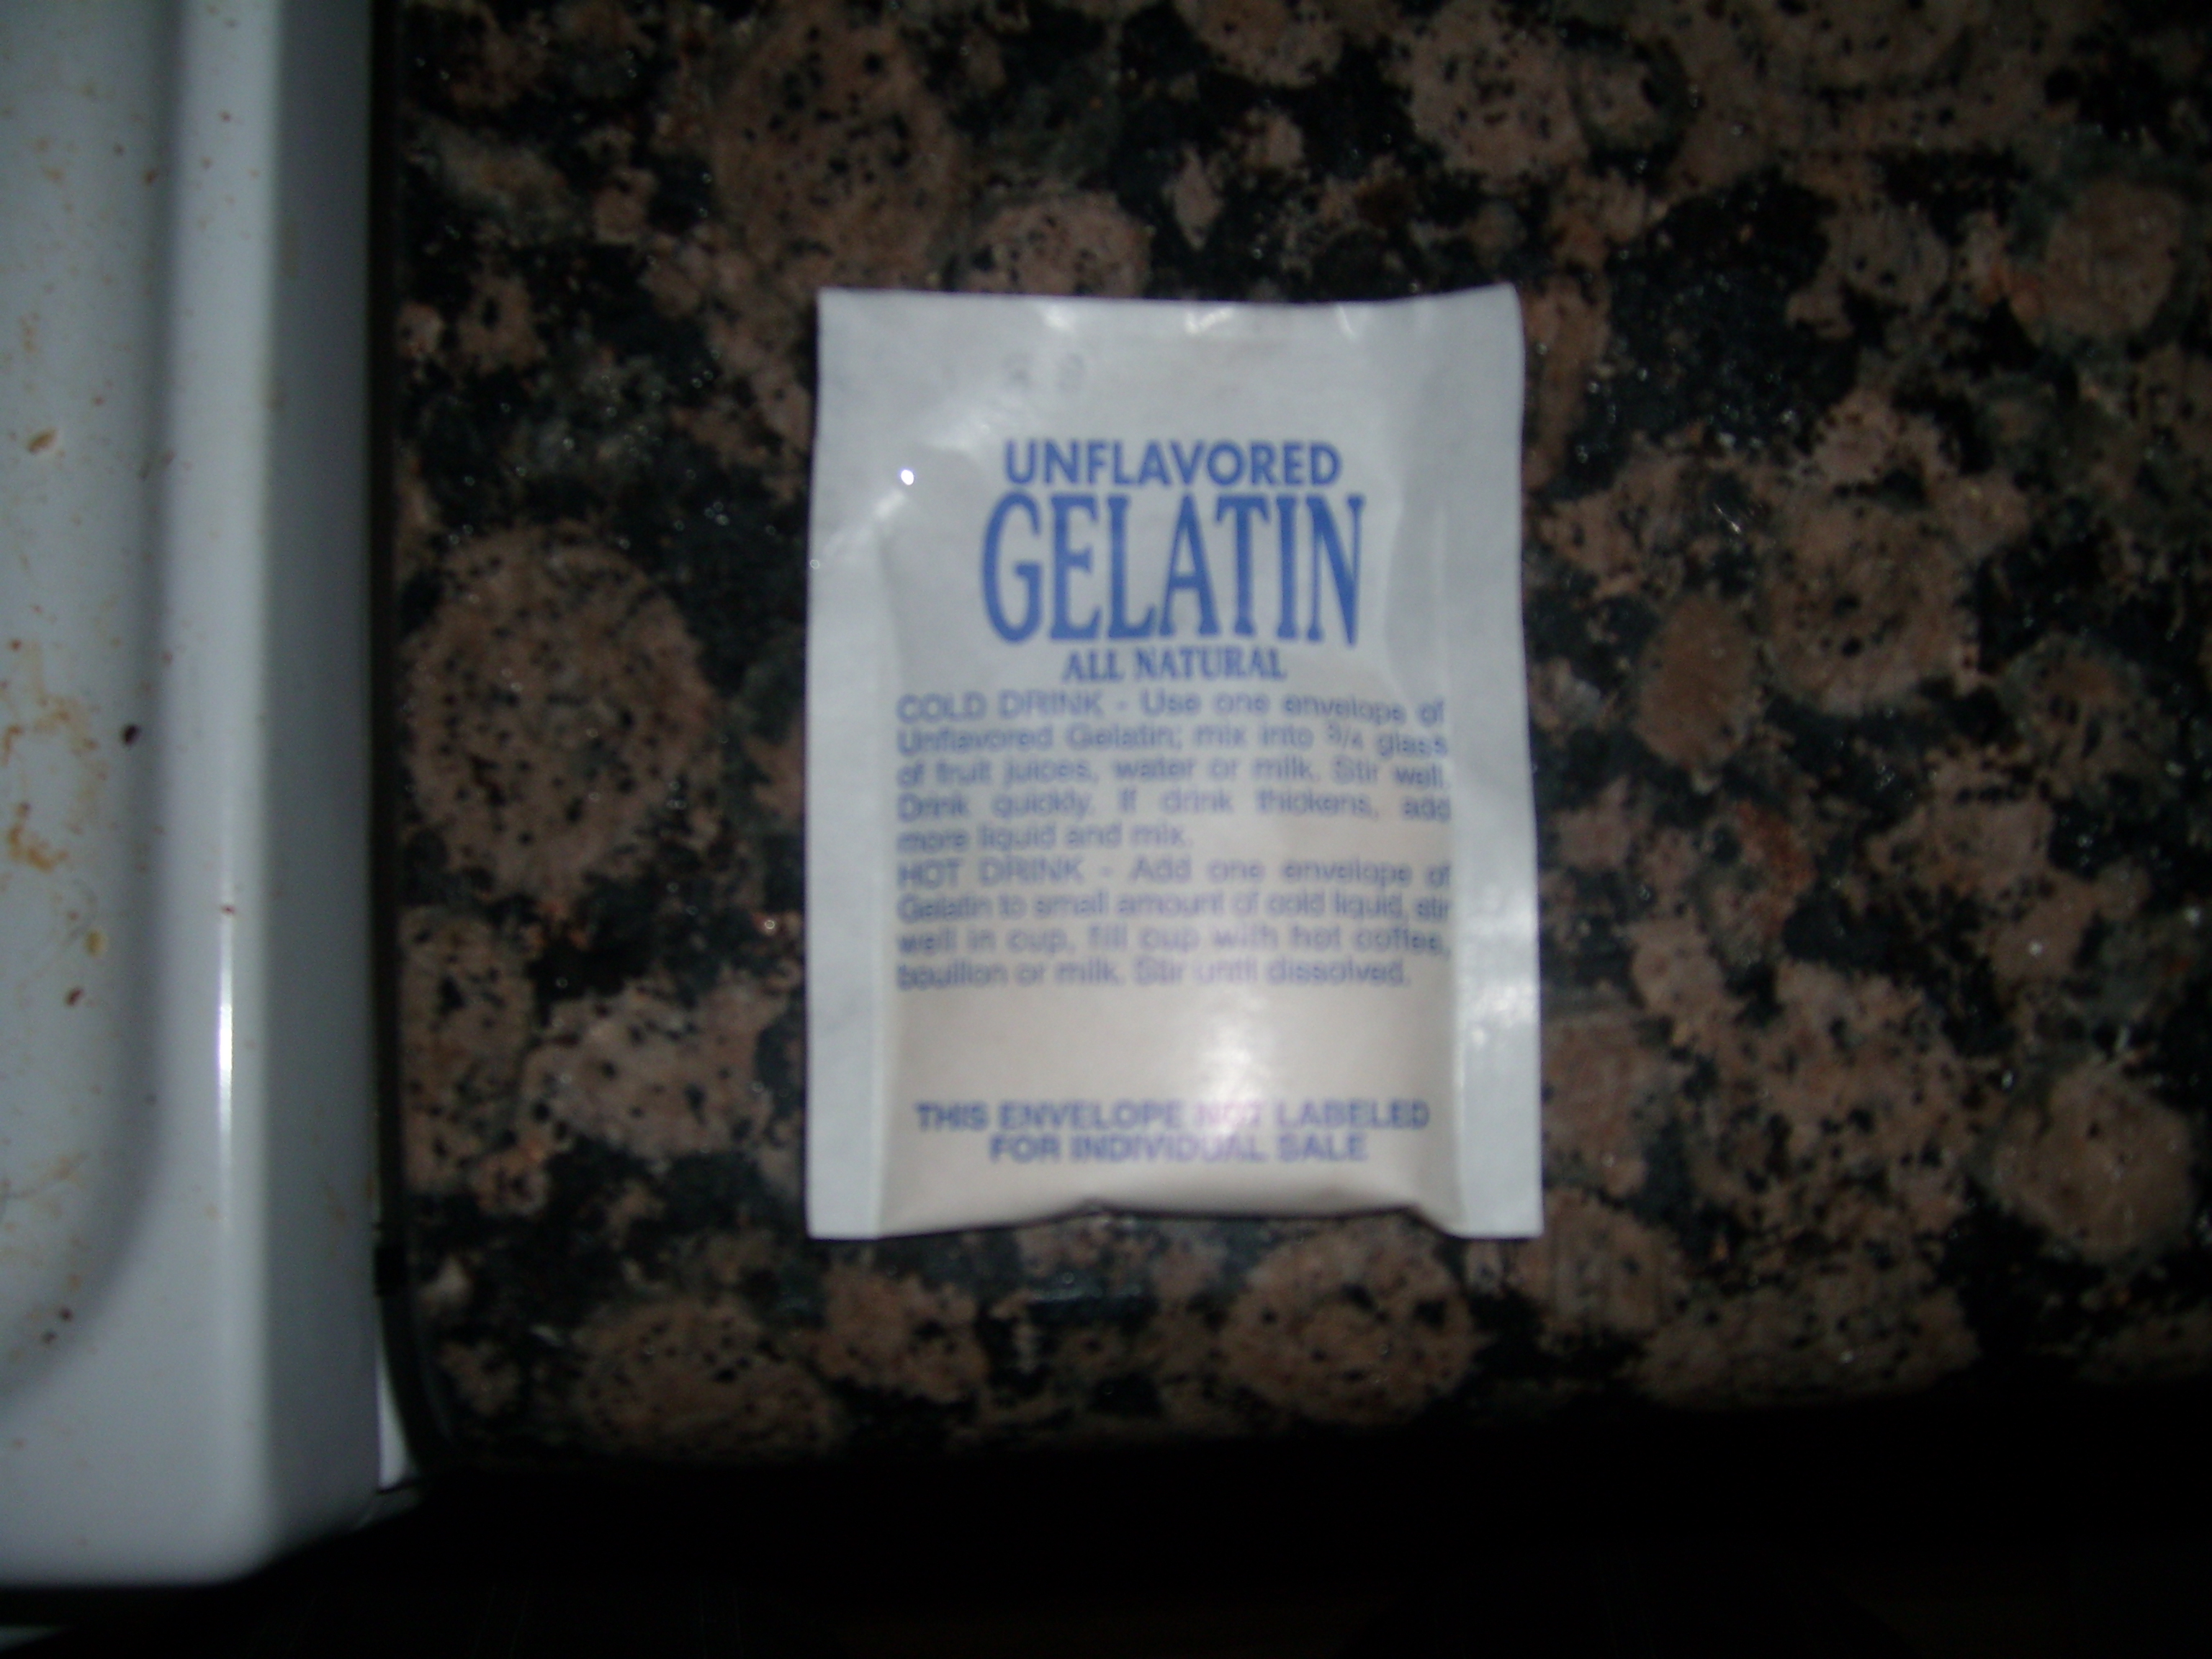 UNFLAVORED
GELATIN
ALL NATURAL
COLD DRINK - Use one envelope of
Unflavored Gelatin; mix into 3/4 glass
of fruit juices, water or milk. Stir well.
Drink quickly. If drink thickens, add
more liquid and mix.
HOT DRINK - Add one envelope of
Gelatin to small amount of cold liquid, stir
well in cup, fill cup with hot coffee,
bouillon or milk. Stir until dissolved.
THIS ENVELOPE NOT LABELED
FOR INDIVIDUAL SALE